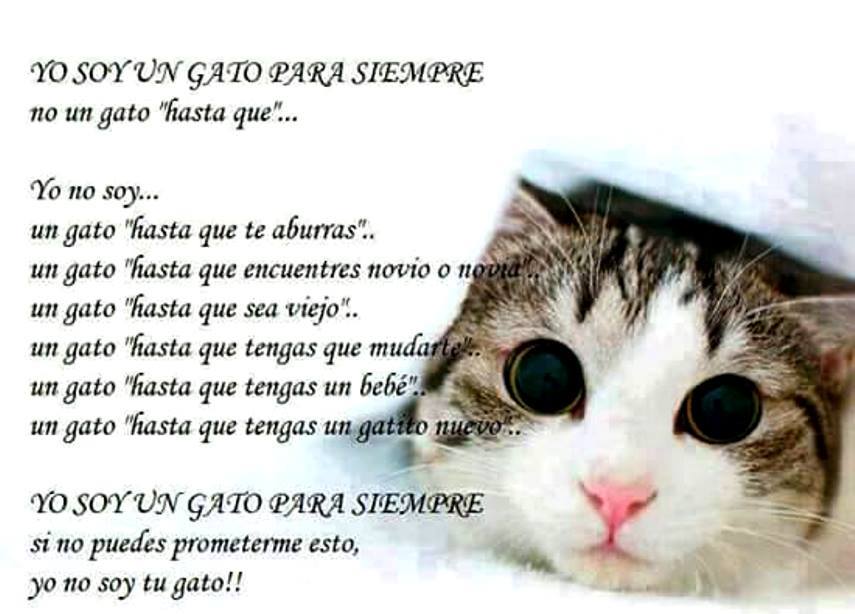 YO SOY UN GATO PARA SIEMPRE
no un gato "hasta que"...
Yo no soy...
un gato "hasta que te aburras"..
un gato "hasta que encuentres novio o novia"..
un gato "hasta que sea viejo"..
un gato "hasta que tengas que mudarte"..
un gato "hasta que tengas un bebé"..
un gato "hasta que tengas un gatito nuevo"..
YO SOY UN GATO PARA SIEMPRE
si no puedes prometerme esto,
yo no soy tu gato!!